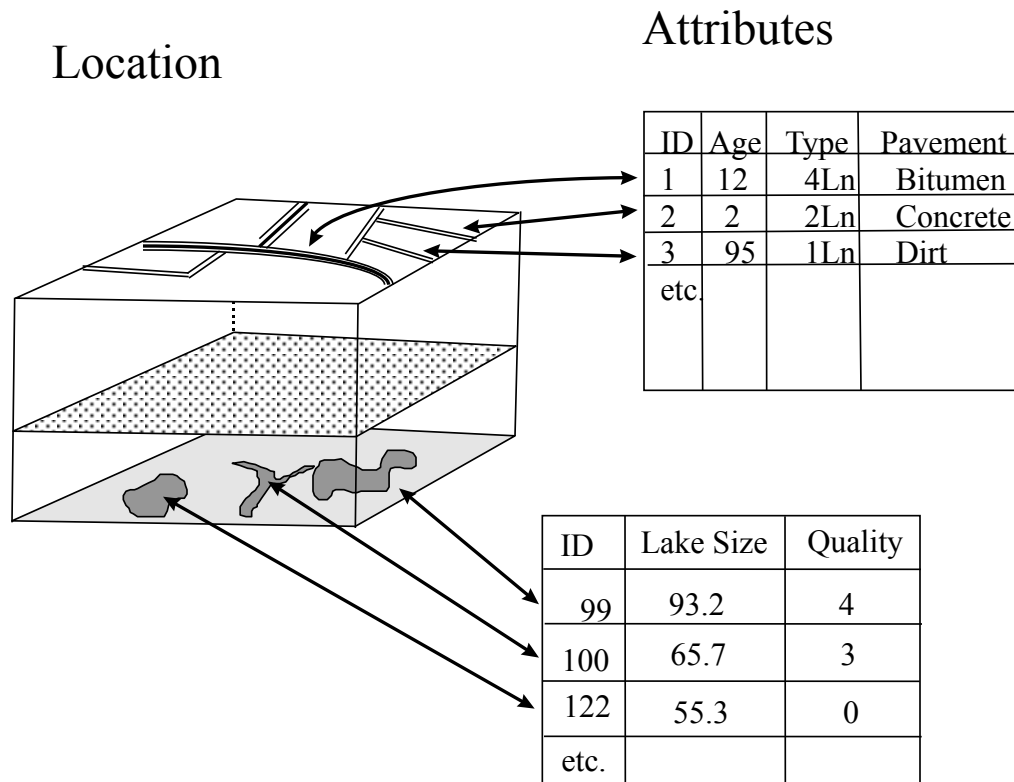 Location
Attributes
ID Age Type Pavement
1 12 4Ln Bitumen
2 2 2Ln Concrete
3 95 1Ln Dirt
etc.
ID Lake Size Quality
99 93.2 4
100 65.7 3
122 55.3 0
etc.